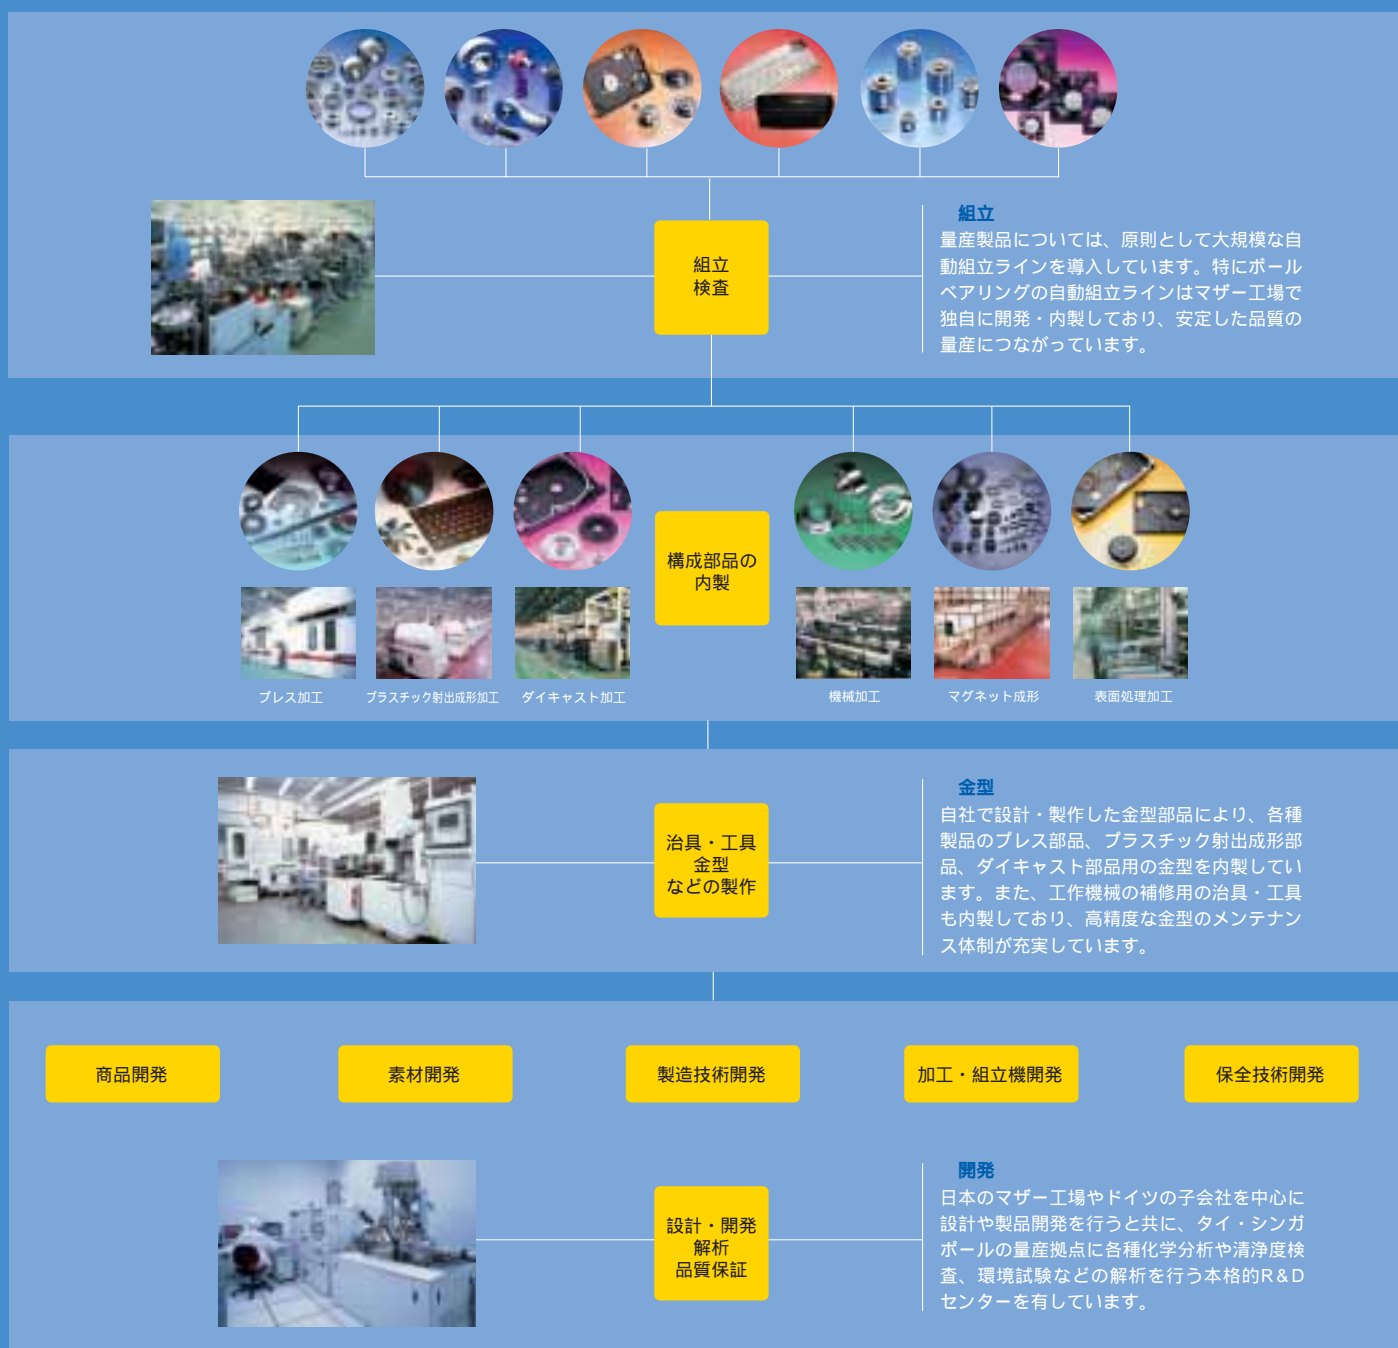 組立
検査
組立
量産製品については、原則として大規模な自
動組立ラインを導入しています。特にボール
ベアリングの自動組立ラインはマザー工場で
独自に開発・内製しており、安定した品質の
量産につながっています。
構成部品の
内製
プレス加工
プラスチック射出成形加工
ダイキャスト加工
機械加工
マグネット成形
表面処理加工
治具・工具
金型
などの製作
金型
自社で設計・製作した金型部品により、各種
製品のプレス部品、プラスチック射出成形部
品、ダイキャスト部品用の金型を内製してい
ます。また、工作機械の補修用の治具・工具
も内製しており、高精度な金型のメンテナン
ス体制が充実しています。
商品開発
素材開発
製造技術開発
加工・組立機開発
保全技術開発
設計・開発
解析
品質保証
開発
日本のマザー工場やドイツの子会社を中心に
設計や製品開発を行うと共に、タイ・シンガ
ポールの量産拠点に各種化学分析や清浄度検
査、環境試験などの解析を行う本格的R&D
センターを有しています。